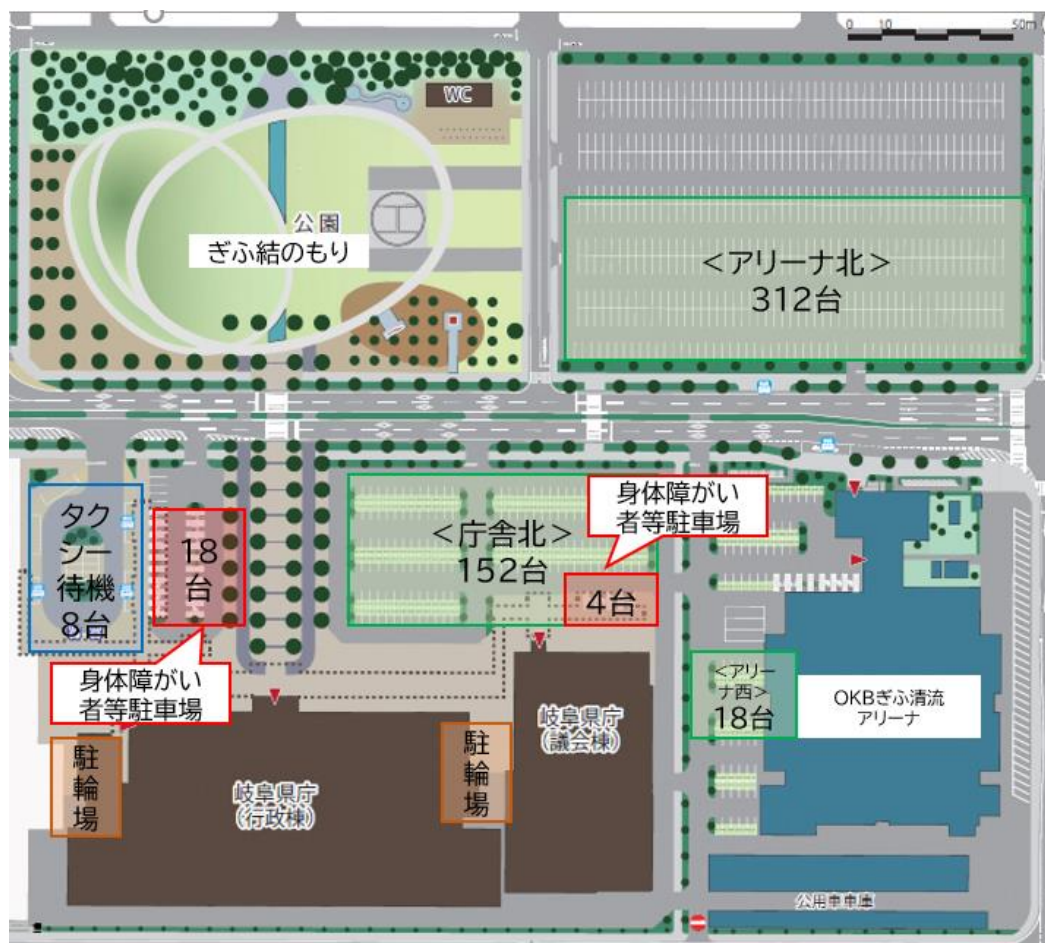 0 10 50m
WC
公園
ぎふ結のもり
＜アリーナ北＞
312台
タク
シー
待機
8台
18
台
＜庁舎北＞
152台
身体障がい
者等駐車場
4台
身体障がい
者等駐車場
＜アリー
ナ西＞
18台
OKBぎふ清流
アリーナ
岐阜県庁
(議会棟)
駐
輪
場
駐
輪
場
岐阜県庁
(行政棟)
公用車車庫